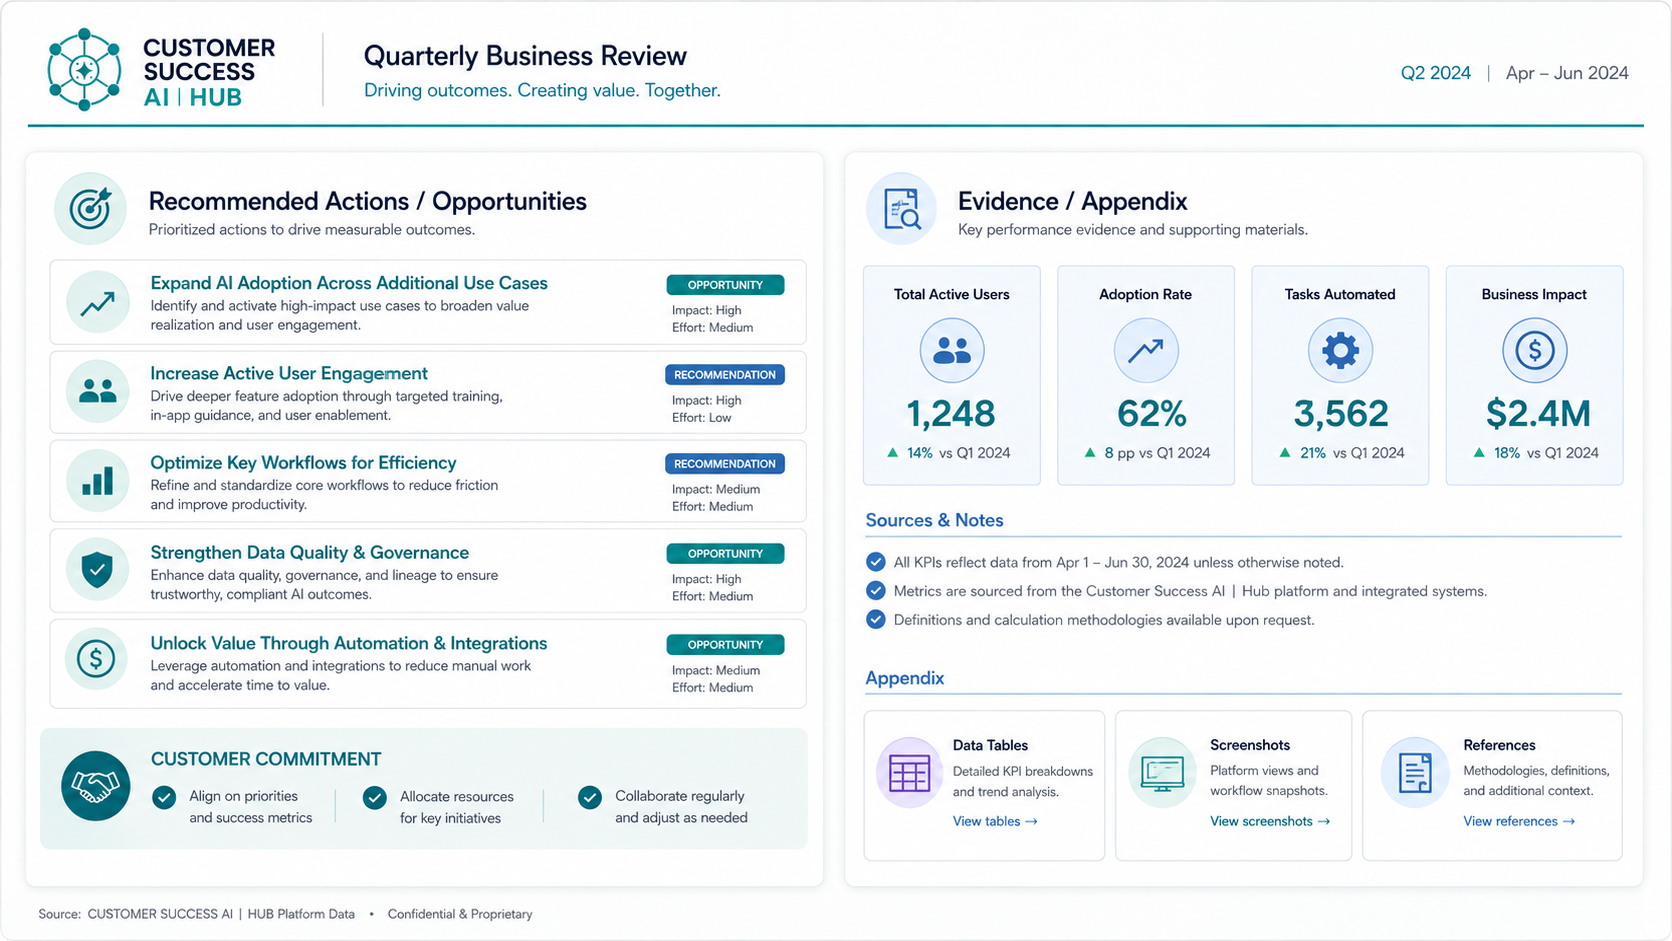 CUSTOMER
SUCCESS
AI | HUB
Quarterly Business Review
Driving outcomes. Creating value. Together.
Q2 2024 | Apr – Jun 2024
Recommended Actions / Opportunities
Prioritized actions to drive measurable outcomes.
Expand AI Adoption Across Additional Use Cases
Identify and activate high-impact use cases to broaden value
realization and user engagement.
OPPORTUNITY
Impact: High
Effort: Medium
Increase Active User Engagement
Drive deeper feature adoption through targeted training,
in-app guidance, and user enablement.
RECOMMENDATION
Impact: High
Effort: Low
Optimize Key Workflows for Efficiency
Refine and standardize core workflows to reduce friction
and improve productivity.
RECOMMENDATION
Impact: Medium
Effort: Medium
Strengthen Data Quality & Governance
Enhance data quality, governance, and lineage to ensure
trustworthy, compliant AI outcomes.
OPPORTUNITY
Impact: High
Effort: Medium
Unlock Value Through Automation & Integrations
Leverage automation and integrations to reduce manual work
and accelerate time to value.
OPPORTUNITY
Impact: Medium
Effort: Medium
CUSTOMER COMMITMENT
Align on priorities
and success metrics
Allocate resources
for key initiatives
Collaborate regularly
and adjust as needed
Evidence / Appendix
Key performance evidence and supporting materials.
Total Active Users
1,248
▲ 14% vs Q1 2024
Adoption Rate
62%
▲ 8 pp vs Q1 2024
Tasks Automated
3,562
▲ 21% vs Q1 2024
Business Impact
$2.4M
▲ 18% vs Q1 2024
Sources & Notes
All KPIs reflect data from Apr 1 – Jun 30, 2024 unless otherwise noted.
Metrics are sourced from the Customer Success AI | Hub platform and integrated systems.
Definitions and calculation methodologies available upon request.
Appendix
Data Tables
Detailed KPI breakdowns
and trend analysis.
View tables →
Screenshots
Platform views and
workflow snapshots.
View screenshots →
References
Methodologies, definitions,
and additional context.
View references →
Source: CUSTOMER SUCCESS AI | HUB Platform Data • Confidential & Proprietary